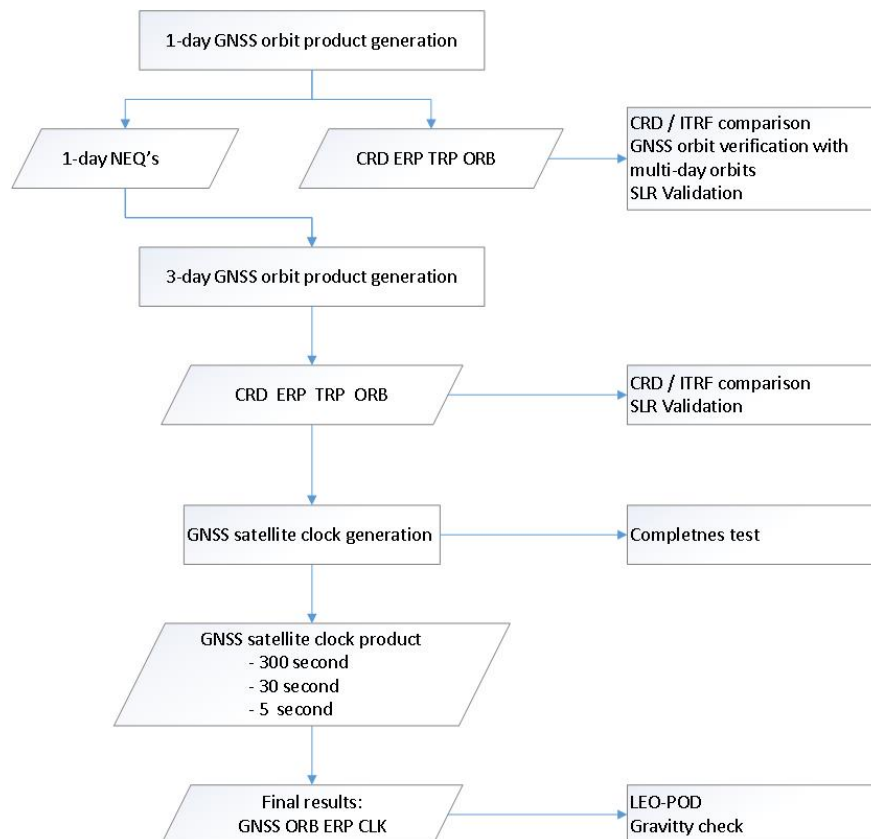 1-day GNSS orbit product generation
1-day NEQ's
CRD ERP TRP ORB
CRD / ITRF comparison
GNSS orbit verification with
multi-day orbits
SLR Validation
3-day GNSS orbit product generation
CRD ERP TRP ORB
CRD / ITRF comparison
SLR Validation
GNSS satellite clock generation
Completnes test
GNSS satellite clock product
- 300 second
- 30 second
- 5 second
Final results:
GNSS ORB ERP CLK
LEO-POD
Gravitty check